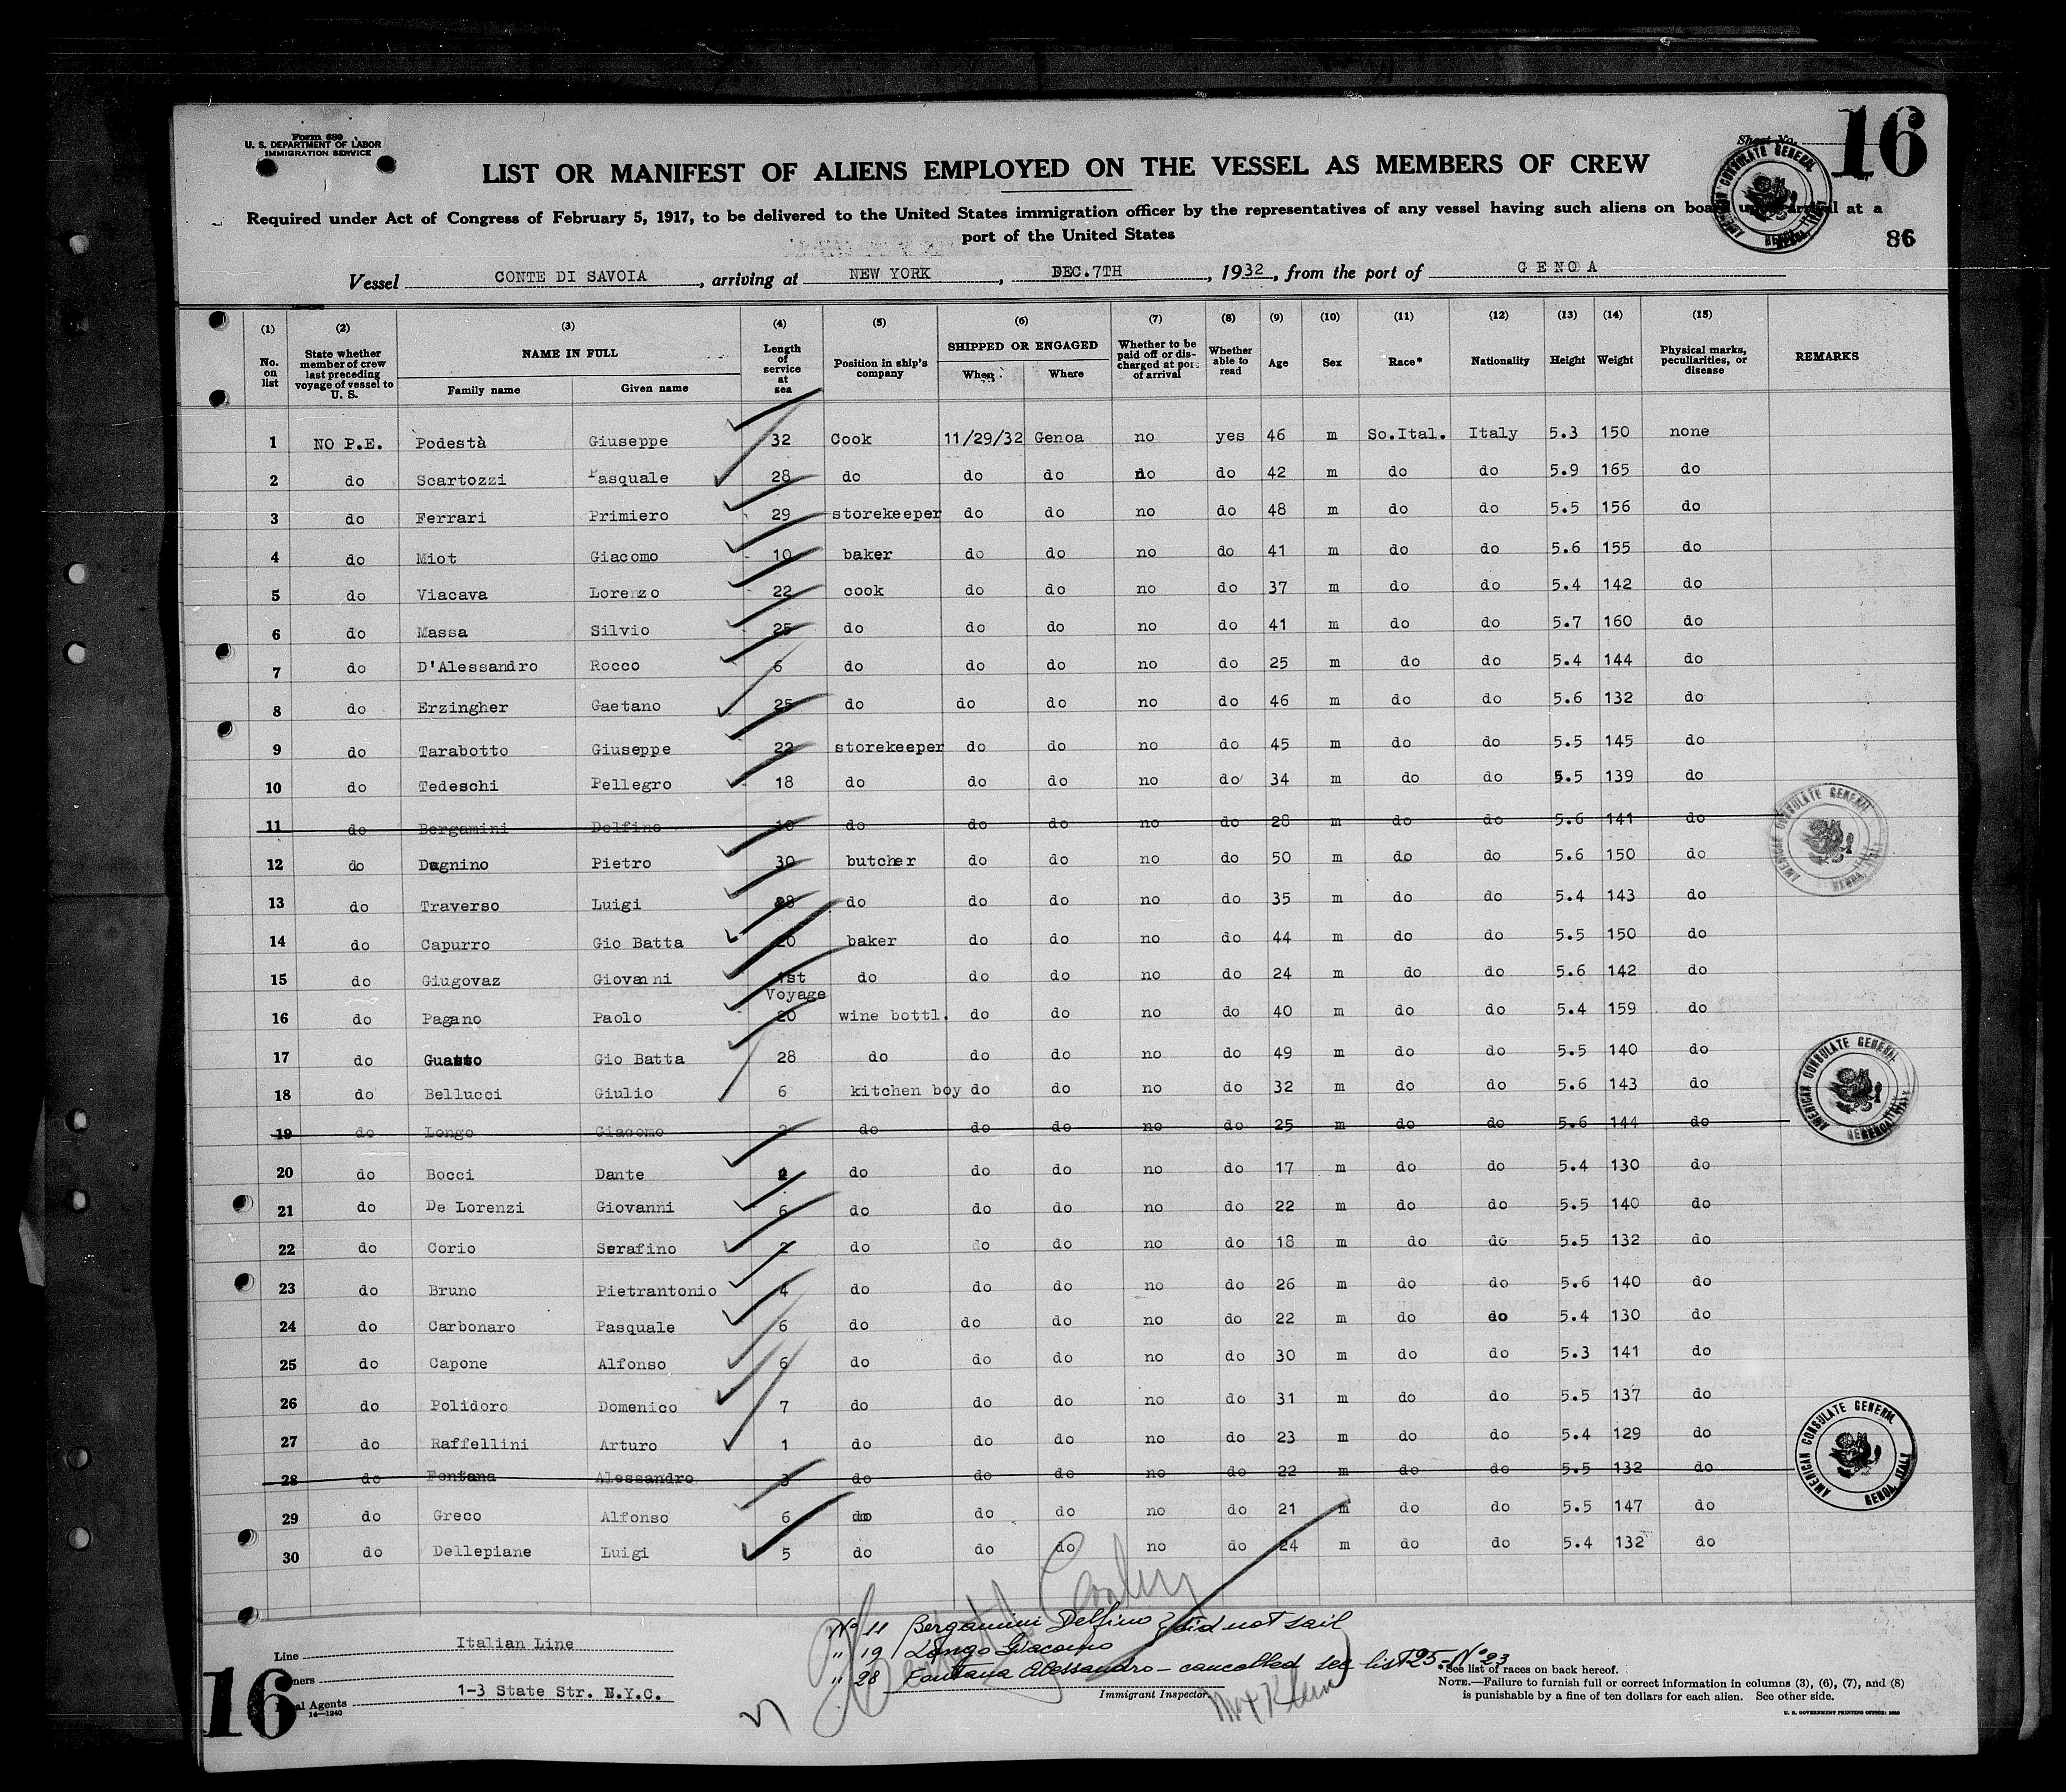 Form 680
U. S. DEPARTMENT OF LABOR
IMMIGRATION SERVICE
Sheet No. 16
LIST OR MANIFEST OF ALIENS EMPLOYED ON THE VESSEL AS MEMBERS OF CREW
Required under Act of Congress of February 5, 1917, to be delivered to the United States immigration officer by the representatives of any vessel having such aliens on board upon arrival at a
port of the United States
86
Vessel CONTE DI SAVOIA, arriving at NEW YORK, DEC.7TH, 1932, from the port of GENOA
(1) (2) (3) (4) (5) (6) (7) (8) (9) (10) (11) (12) (13) (14) (15)
No. on list State whether member of crew last preceding voyage of vessel to U. S. NAME IN FULL Family name Given name Length of service at sea Position in ship's company SHIPPED OR ENGAGED When Where Whether to be paid off or discharged at port of arrival Whether able to read Age Sex Race* Nationality Height Weight Physical marks, peculiarities, or disease REMARKS
1 NO P.E. Podestà Giuseppe 32 Cook 11/29/32 Genoa no yes 46 m So.Ital. Italy 5.3 150 none
2 do Scartozzi Pasquale 28 do do do no do 42 m do do 5.9 165 do
3 do Ferrari Primiero 29 storekeeper do do no do 48 m do do 5.5 156 do
4 do Miot Giacomo 10 baker do do no do 41 m do do 5.6 155 do
5 do Viacava Lorenzo 22 cook do do no do 37 m do do 5.4 142 do
6 do Massa Silvio 25 do do do no do 41 m do do 5.7 160 do
7 do D'Alessandro Rocco 6 do do do no do 25 m do do 5.4 144 do
8 do Erzingher Gaetano 25 do do do no do 46 m do do 5.6 132 do
9 do Tarabotto Giuseppe 22 storekeeper do do no do 45 m do do 5.5 145 do
10 do Tedeschi Pellegro 18 do do do no do 34 m do do 5.5 139 do
11 do Bergamini Delfino 10 do do do no do 28 m do do 5.6 141 do
12 do Dagnino Pietro 30 butcher do do no do 50 m do do 5.6 150 do
13 do Traverso Luigi do do do no do 35 m do do 5.4 143 do
14 do Capurro Gio Batta 20 baker do do no do 44 m do do 5.5 150 do
15 do Giugovaz Giovanni 1st Voyage do do do no do 24 m do do 5.6 142 do
16 do Pagano Paolo 20 wine bottl. do do no do 40 m do do 5.4 159 do
17 do Guasso Gio Batta 28 do do do no do 49 m do do 5.5 140 do
18 do Bellucci Giulio 6 kitchen boy do do no do 32 m do do 5.6 143 do
19 do Longo Giacomo 2 do do do no do 25 m do do 5.6 144 do
20 do Bocci Dante do do do no do 17 m do do 5.4 130 do
21 do De Lorenzi Giovanni 6 do do do no do 22 m do do 5.5 140 do
22 do Corio Serafino 2 do do do no do 18 m do do 5.5 132 do
23 do Bruno Pietrantonio 4 do do do no do 26 m do do 5.6 140 do
24 do Carbonaro Pasquale 6 do do do no do 22 m do do 5.4 130 do
25 do Capone Alfonso 6 do do do no do 30 m do do 5.3 141 do
26 do Polidoro Domenico 7 do do do no do 31 m do do 5.5 137 do
27 do Raffellini Arturo 1 do do do no do 23 m do do 5.4 129 do
28 do Fontana Alessandro 3 do do do no do 22 m do do 5.5 132 do
29 do Greco Alfonso 6 do do do no do 21 m do do 5.5 147 do
30 do Dellepiane Luigi 5 do do do no do 24 m do do 5.4 132 do
AMERICAN CONSULATE GENERAL GENOA, ITALY
AMERICAN CONSULATE GENERAL GENOA, ITALY
AMERICAN CONSULATE GENERAL GENOA, ITALY
AMERICAN CONSULATE GENERAL GENOA, ITALY
No 11 Bergamini Delfino } did not sail
" 19 Longo Giacomo
" 28 Fontana Alessandro - cancelled see list 25 - No 23
Immigrant Inspector
Line Italian Line
Owners
Local Agents 1-3 State Str. N.Y.C.
14—1240
16
*See list of races on back hereof.
NOTE.—Failure to furnish full or correct information in columns (3), (6), (7), and (8)
is punishable by a fine of ten dollars for each alien. See other side.
U. S. GOVERNMENT PRINTING OFFICE: 1930